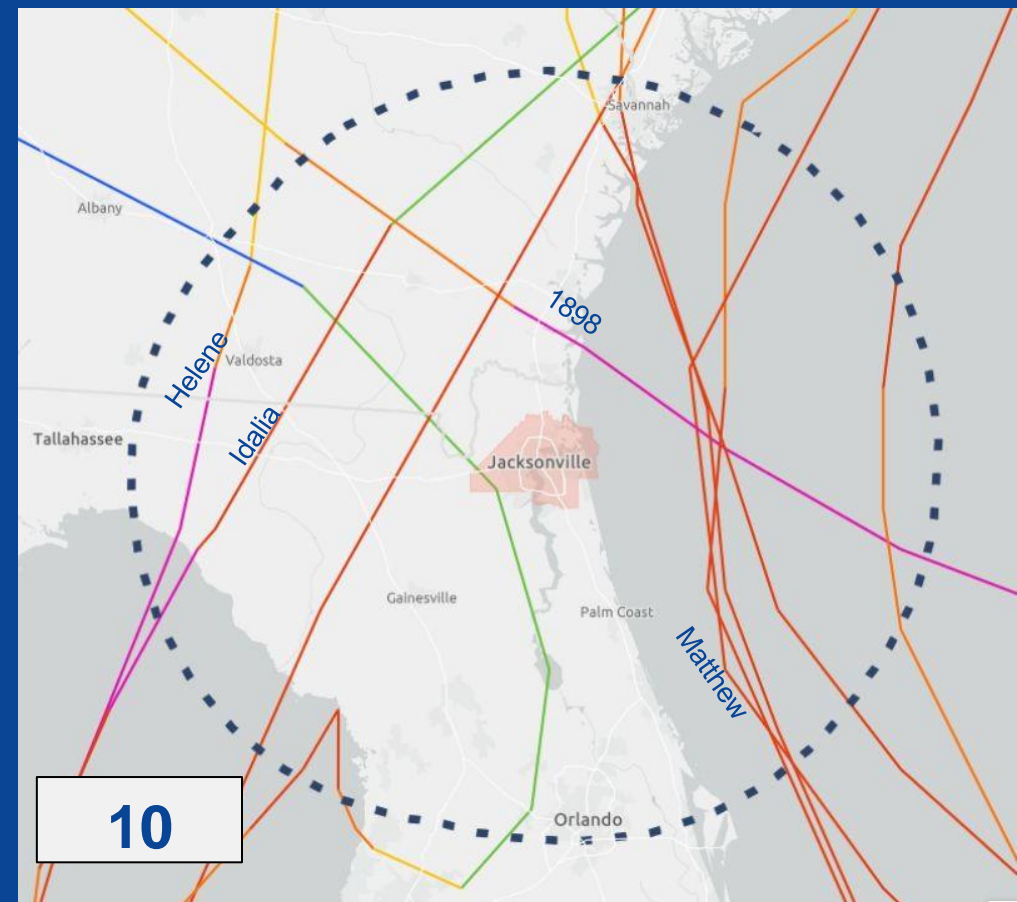 Savannah
Albany
1898
Helene
Valdosta
Idalia
Tallahassee
Jacksonville
Gainesville
Palm Coast
Matthew
10
Orlando